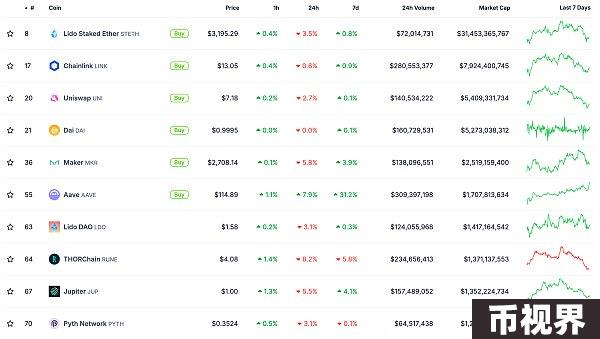 # Coin Price 1h 24h 7d 24h Volume Market Cap Last 7 Days
8 Lido Staked Ether STETH Buy $3,195.29 0.4% 3.5% 0.8% $72,014,731 $31,453,365,767
17 Chainlink LINK Buy $13.05 0.4% 0.6% 0.9% $280,553,377 $7,924,400,745
20 Uniswap UNI Buy $7.18 0.2% 2.7% 0.1% $140,534,222 $5,409,331,734
21 Dai DAI Buy $0.9995 0.0% 0.0% 0.1% $160,729,531 $5,273,038,312
36 Maker MKR Buy $2,708.14 0.1% 5.8% 3.9% $138,096,551 $2,519,159,400
55 Aave AAVE Buy $114.89 1.1% 7.9% 31.2% $309,397,198 $1,707,813,634
63 Lido DAO LDO $1.58 0.2% 3.1% 0.3% $124,055,968 $1,417,164,542
64 THORChain RUNE $4.08 1.4% 8.2% 5.8% $234,656,413 $1,371,137,553
67 Jupiter JUP $1.00 1.3% 5.5% 4.1% $157,489,052 $1,352,224,734
70 Pyth Network PYTH $0.3524 0.5% 3.1% 0.1% $64,517,438
币视界